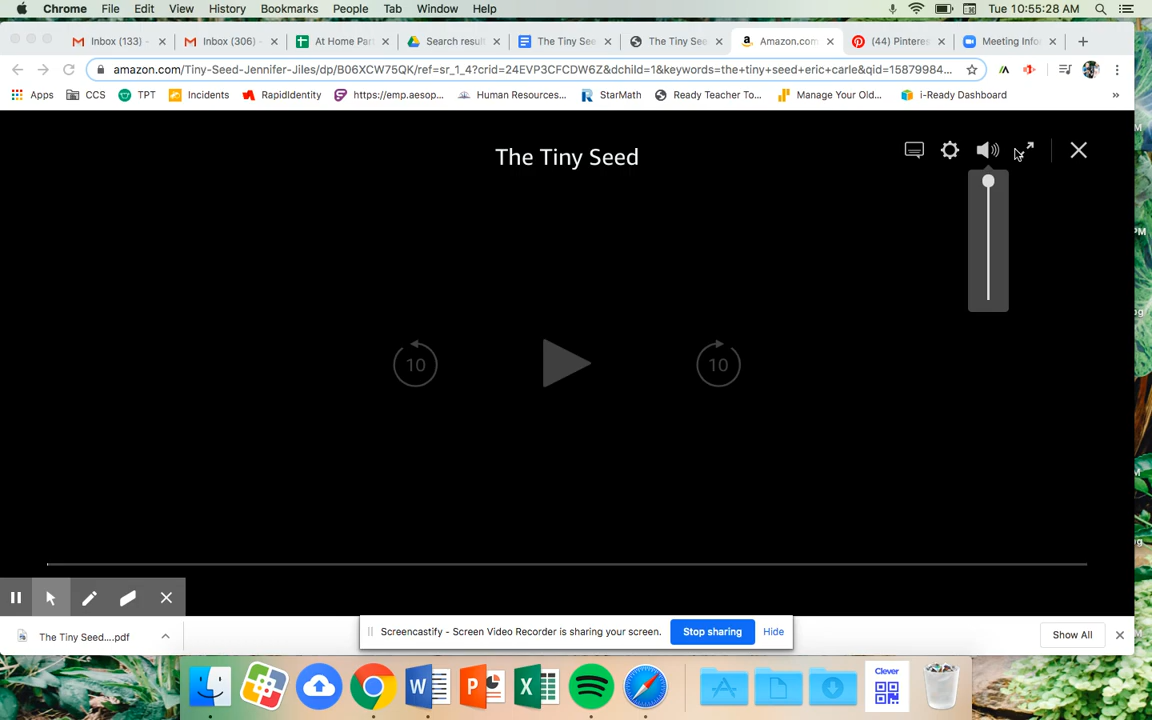 Chrome File Edit View History Bookmarks People Tab Window Help Tue 10:55:28 AM
Inbox (133) - Inbox (306) - At Home Par Search result The Tiny See The Tiny See Amazon.com (44) Pinteres Meeting Info
amazon.com/Tiny-Seed-Jennifer-Jiles/dp/B06XCW75QK/ref=sr_1_4?crid=24EVP3CFCDW6Z&dchild=1&keywords=the+tiny+seed+eric+carle&qid=15879984...
Apps CCS TPT Incidents RapidIdentity https://emp.aesop... Human Resources... StarMath Ready Teacher To... Manage Your Old... i-Ready Dashboard »
The Tiny Seed
10 10
Screencastify - Screen Video Recorder is sharing your screen. Stop sharing Hide
The Tiny Seed....pdf Show All
Clever